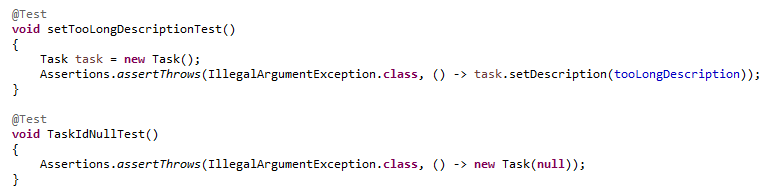 @Test
void setTooLongDescriptionTest()
{
    Task task = new Task();
    Assertions.assertThrows(IllegalArgumentException.class, () -> task.setDescription(tooLongDescription));
}
@Test
void TaskIdNullTest()
{
    Assertions.assertThrows(IllegalArgumentException.class, () -> new Task(null));
}